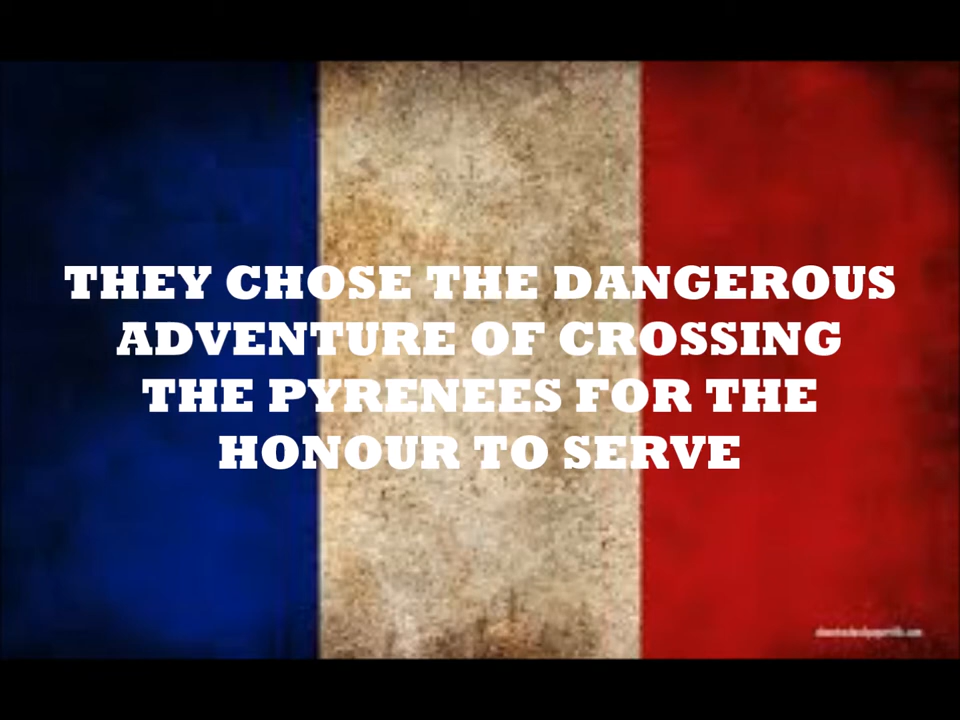 THEY CHOSE THE DANGEROUS
ADVENTURE OF CROSSING
THE PYRENEES FOR THE
HONOUR TO SERVE